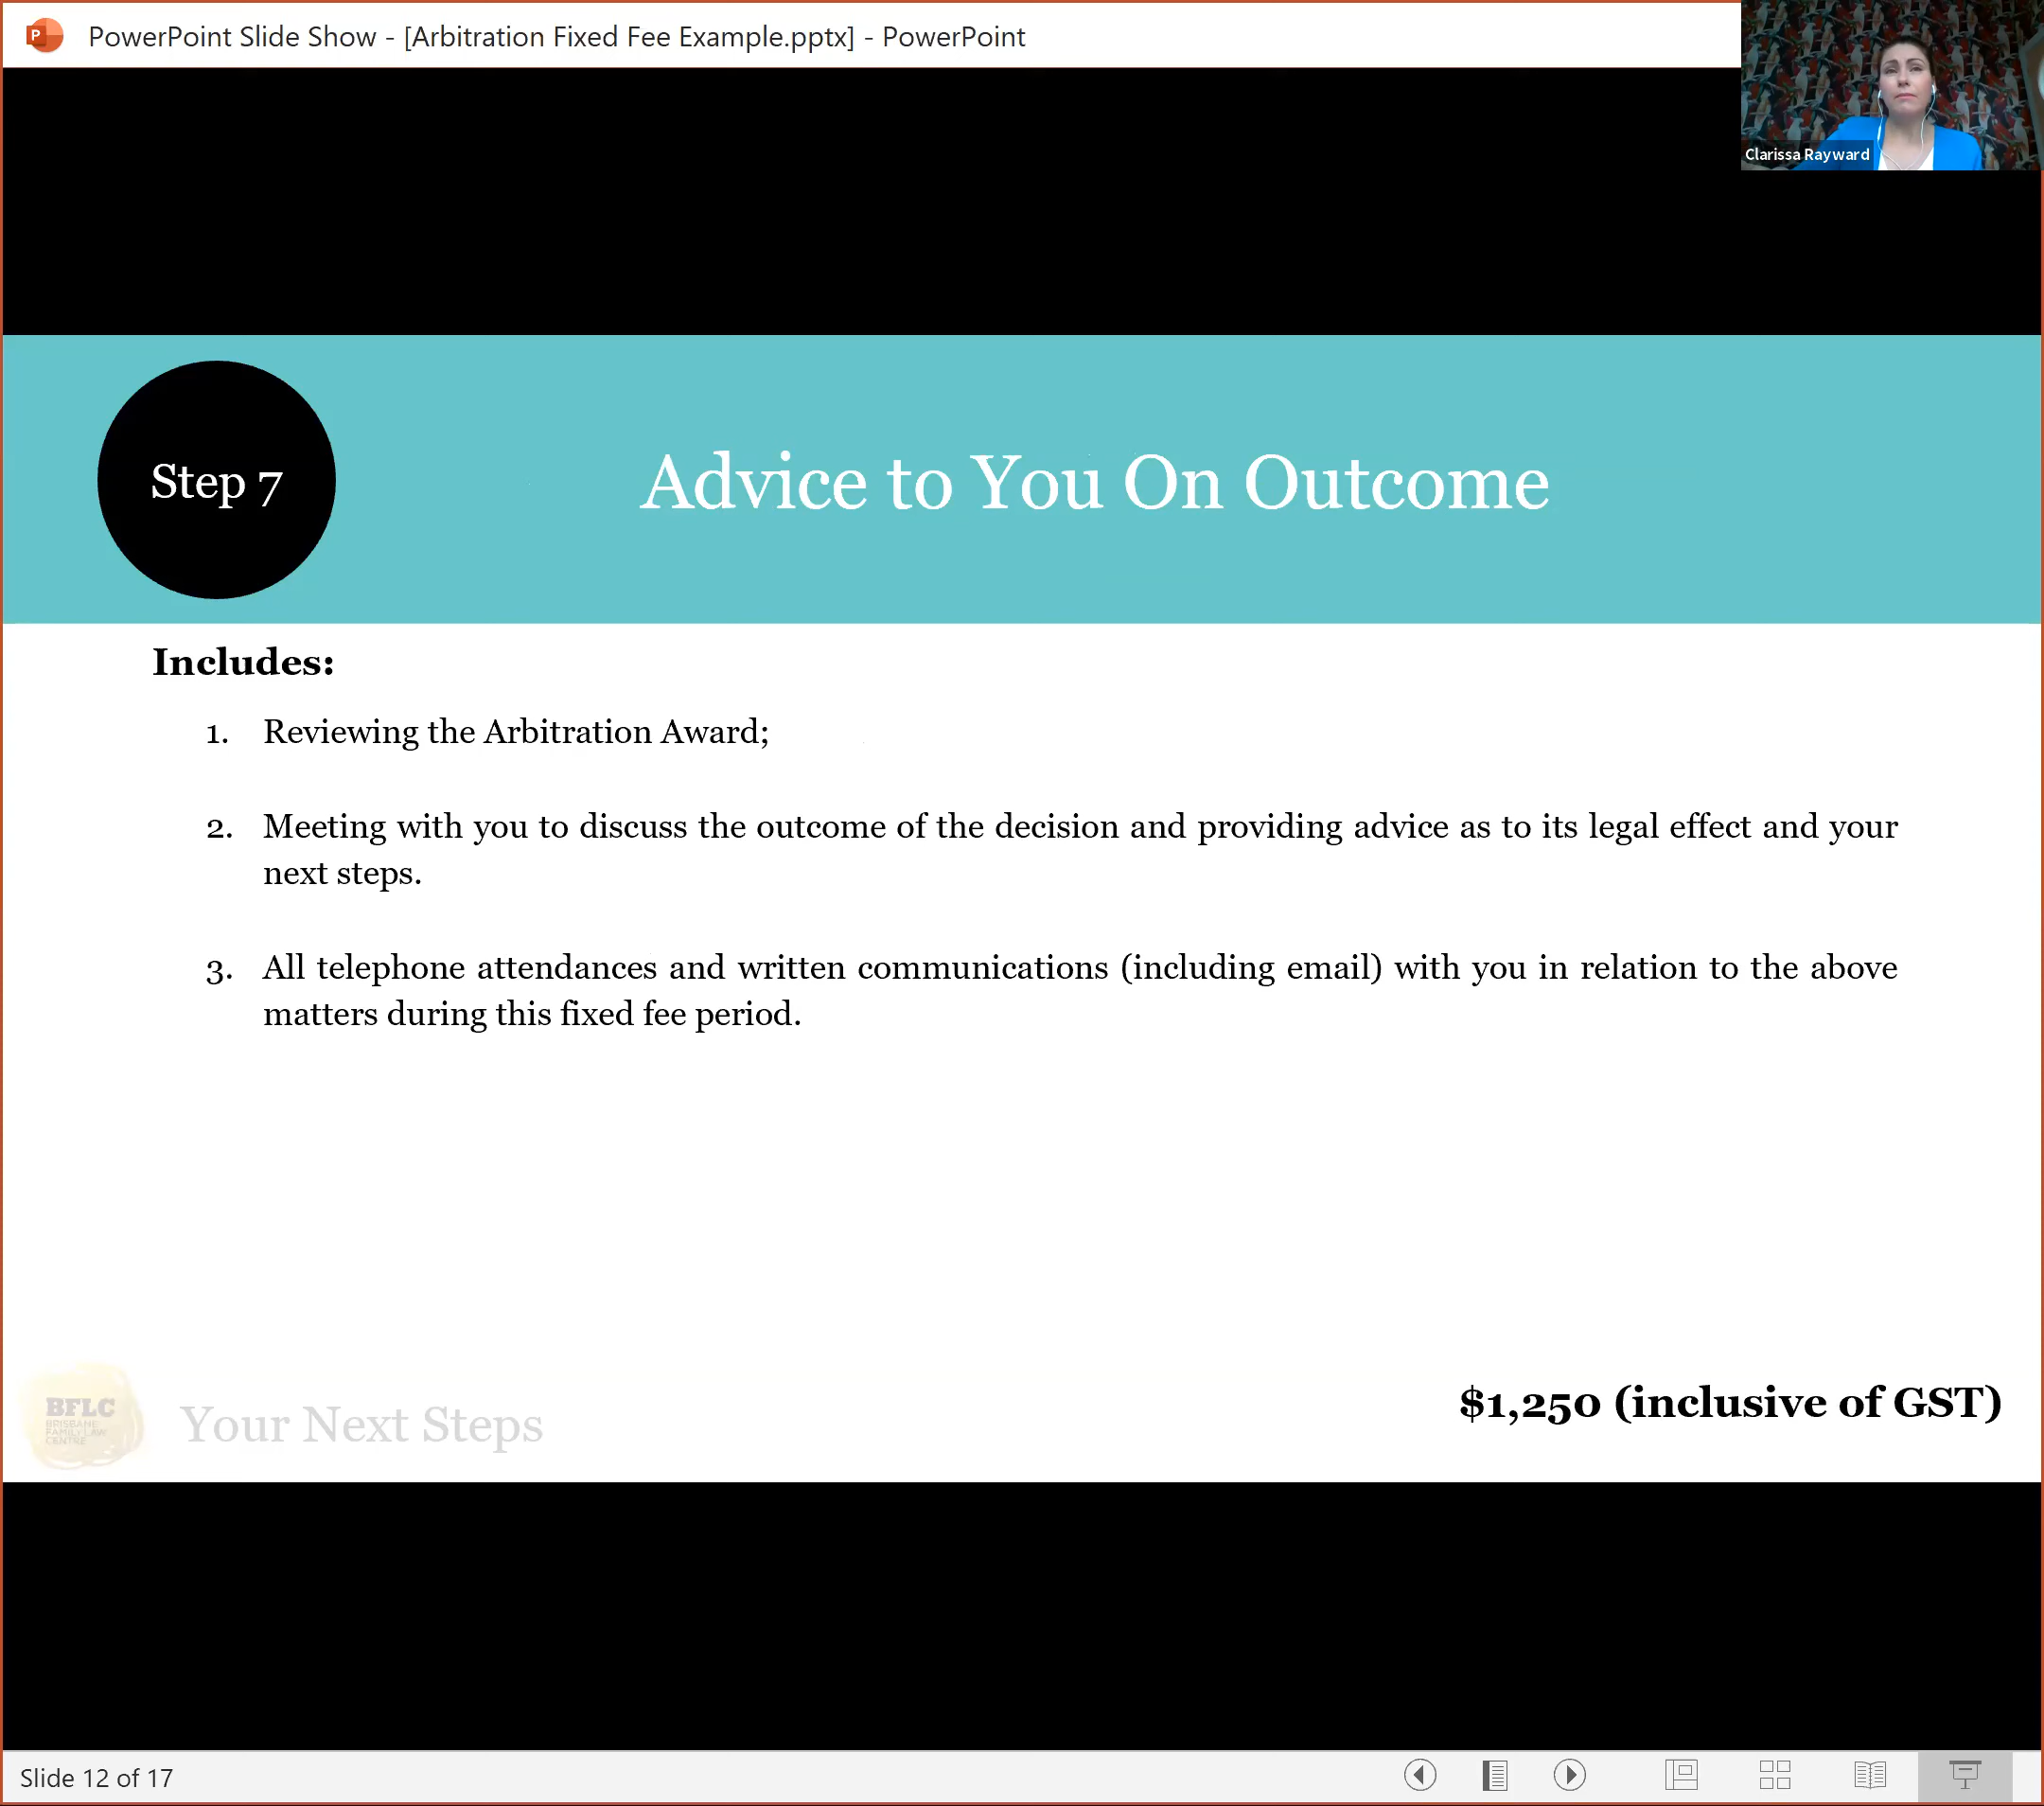 PowerPoint Slide Show - [Arbitration Fixed Fee Example.pptx] - PowerPoint
Clarissa Rayward
Step 7
Advice to You On Outcome
Includes:
1. Reviewing the Arbitration Award;
2. Meeting with you to discuss the outcome of the decision and providing advice as to its legal effect and your
next steps.
3. All telephone attendances and written communications (including email) with you in relation to the above
matters during this fixed fee period.
BFLC
BRISBANE
FAMILY LAW
CENTRE
Your Next Steps
$1,250 (inclusive of GST)
Slide 12 of 17